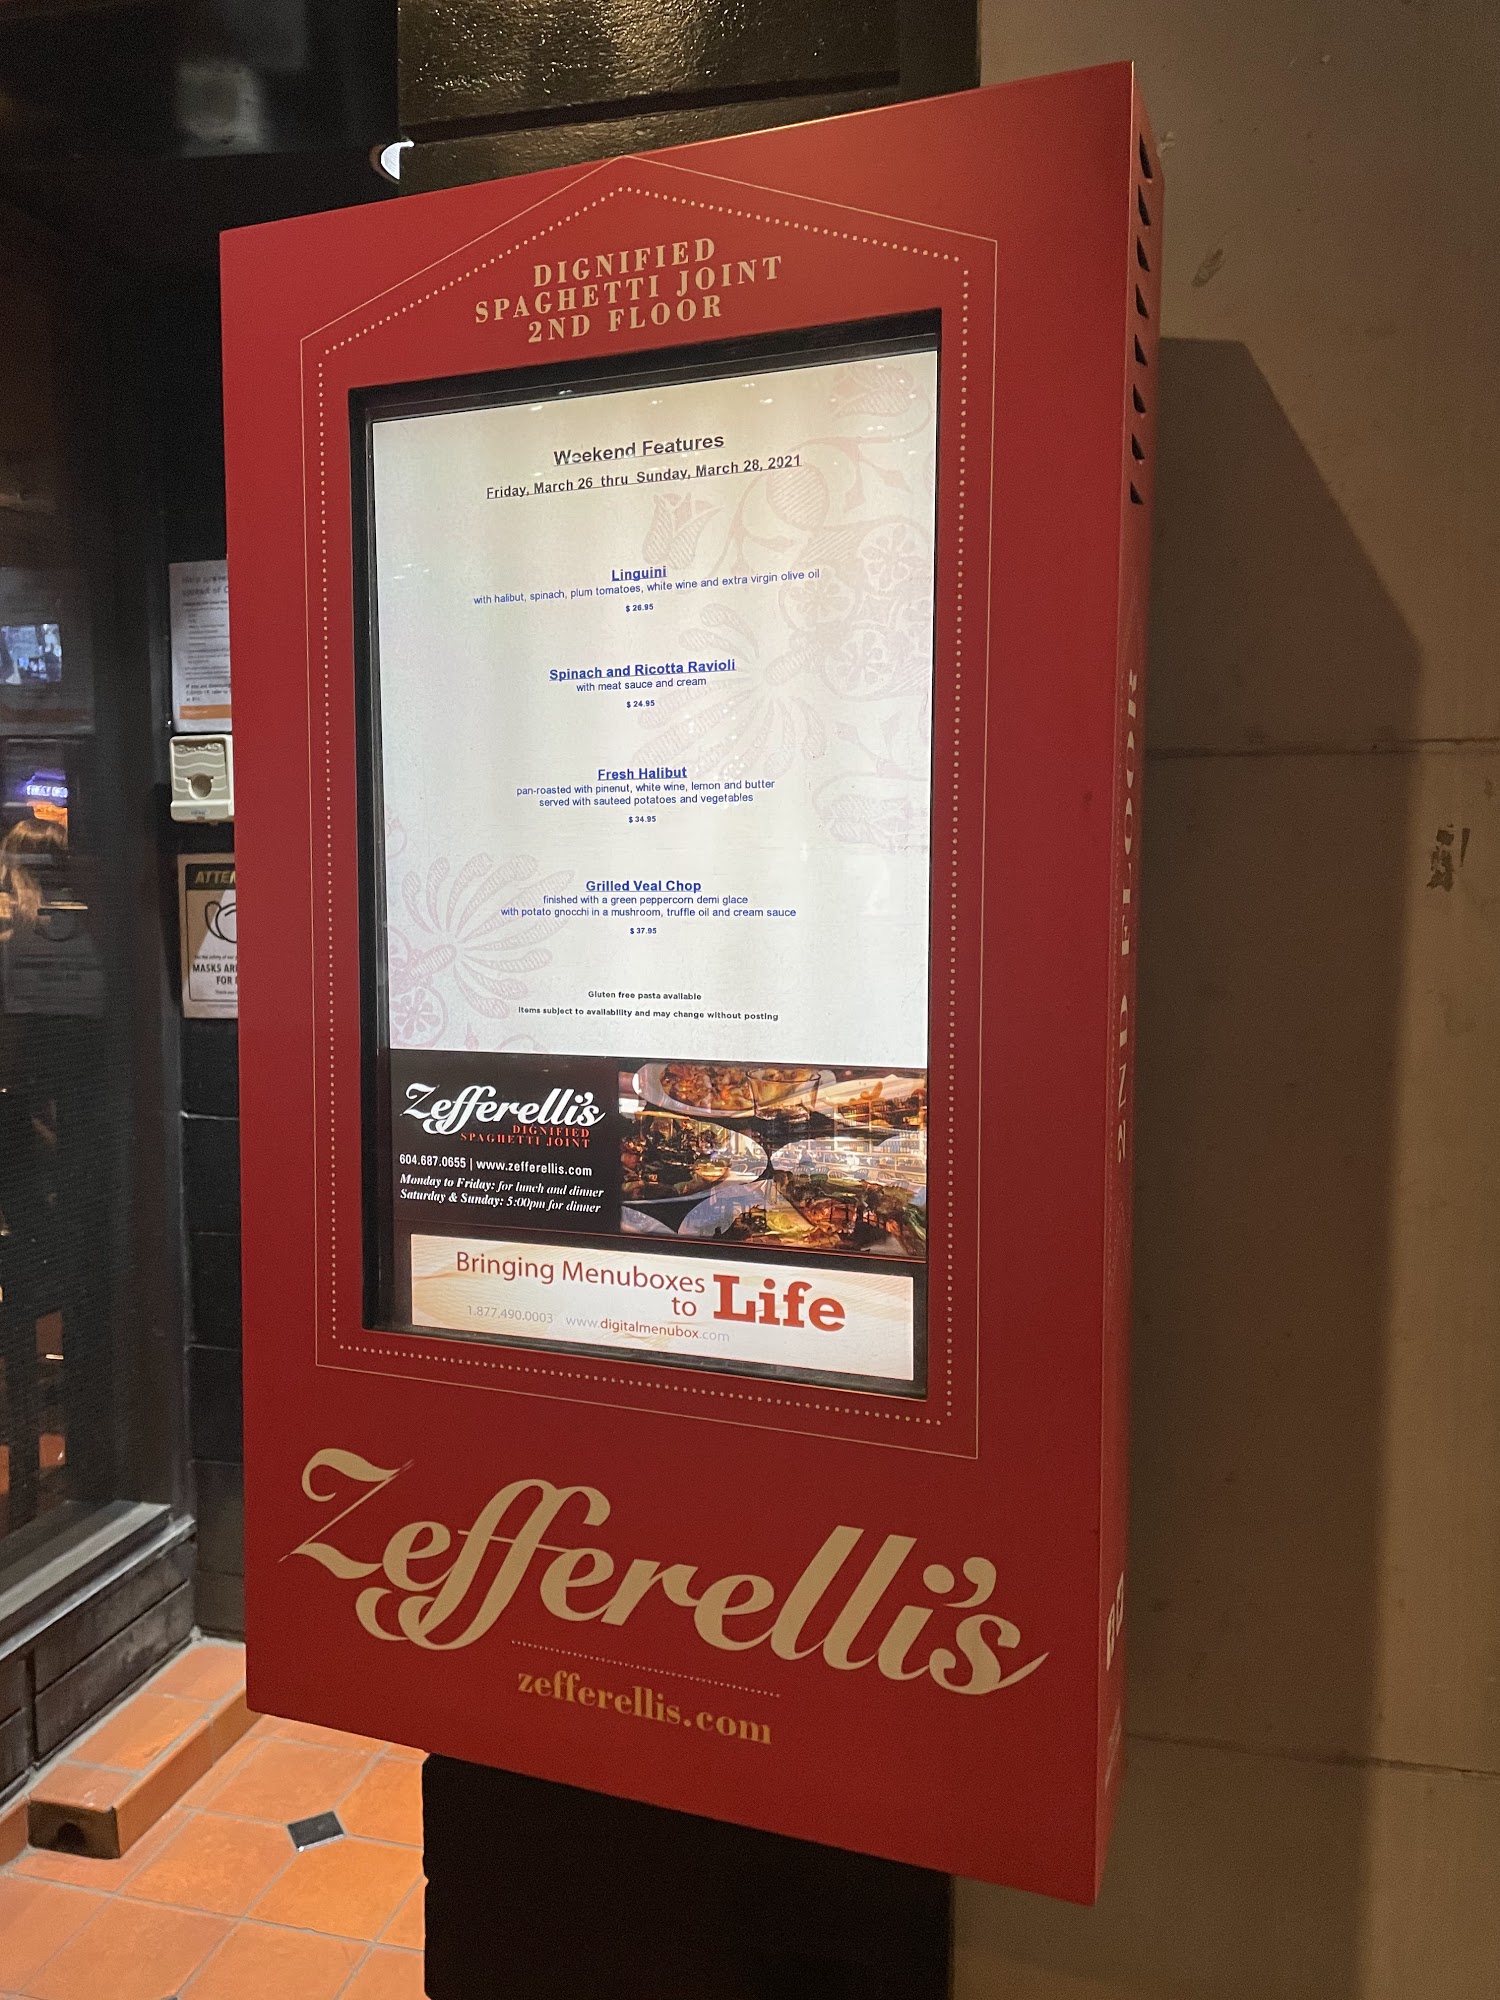 DIGNIFIED
SPAGHETTI JOINT
2ND FLOOR
Weekend Features
Friday, March 26 thru Sunday, March 28, 2021
Linguini
with halibut, spinach, plum tomatoes, white wine and extra virgin olive oil
$ 26.95
Spinach and Ricotta Ravioli
with meat sauce and cream
$ 24.95
Fresh Halibut
pan-roasted with pinenut, white wine, lemon and butter
served with sauteed potatoes and vegetables
$ 34.95
Grilled Veal Chop
finished with a green peppercorn demi glace
with potato gnocchi in a mushroom, truffle oil and cream sauce
$ 37.95
Gluten free pasta available
Items subject to availability and may change without posting
Zefferelli's
DIGNIFIED
SPAGHETTI JOINT
604.687.0655 | www.zefferellis.com
Monday to Friday: for lunch and dinner
Saturday & Sunday: 5:00pm for dinner
Bringing Menuboxes
to Life
1.877.490.0003 www.digitalmenubox.com
Zefferelli's
zefferellis.com
2ND FLOOR
MASKS
FOR